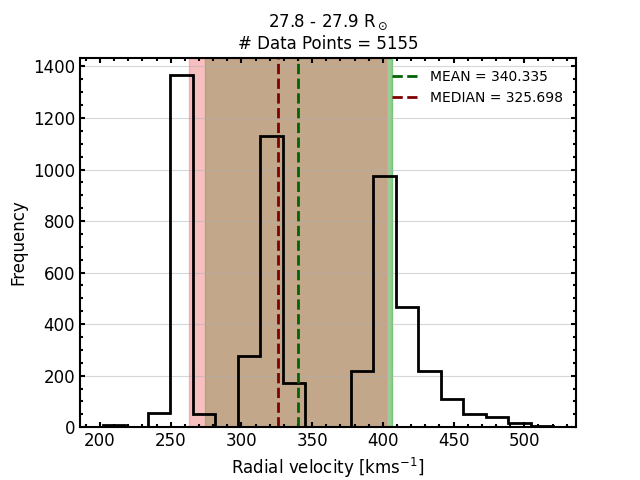 27.8 - 27.9 R⊙
# Data Points = 5155
1400
1200
1000
800
600
400
200
0
Frequency
MEAN = 340.335
MEDIAN = 325.698
200 250 300 350 400 450 500
Radial velocity [kms⁻¹]